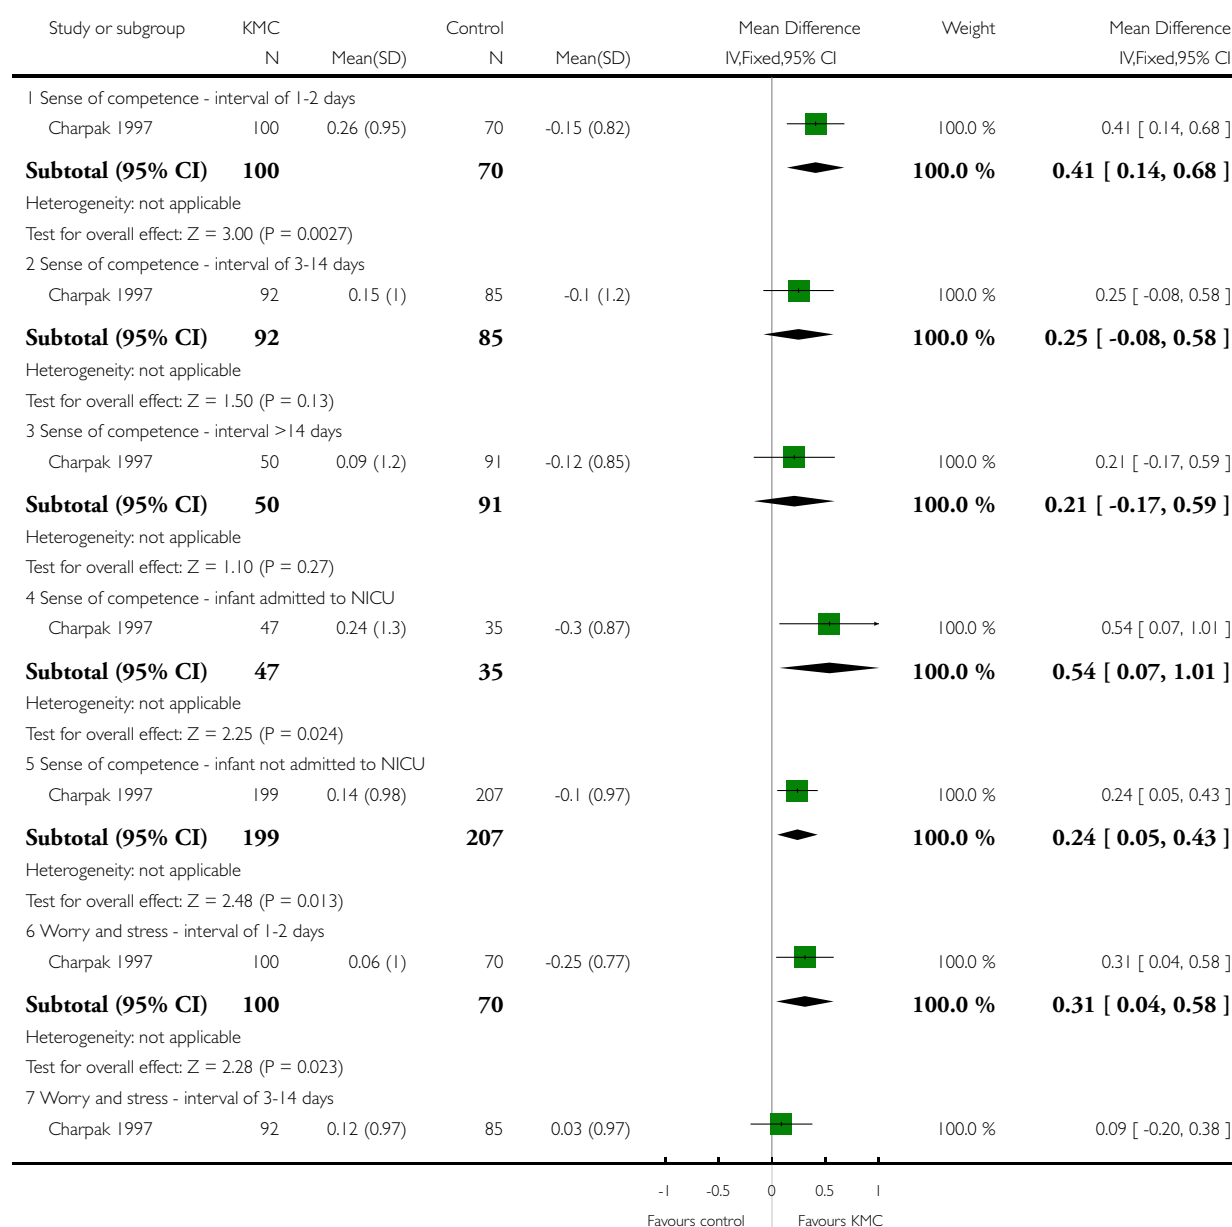 Study or subgroup KMC Control Mean Difference Weight Mean Difference
N Mean(SD) N Mean(SD) IV,Fixed,95% CI IV,Fixed,95% CI
1 Sense of competence - interval of 1-2 days
Charpak 1997 100 0.26 (0.95) 70 -0.15 (0.82) 100.0 % 0.41 [ 0.14, 0.68 ]
Subtotal (95% CI) 100 70 100.0 % 0.41 [ 0.14, 0.68 ]
Heterogeneity: not applicable
Test for overall effect: Z = 3.00 (P = 0.0027)
2 Sense of competence - interval of 3-14 days
Charpak 1997 92 0.15 (1) 85 -0.1 (1.2) 100.0 % 0.25 [ -0.08, 0.58 ]
Subtotal (95% CI) 92 85 100.0 % 0.25 [ -0.08, 0.58 ]
Heterogeneity: not applicable
Test for overall effect: Z = 1.50 (P = 0.13)
3 Sense of competence - interval >14 days
Charpak 1997 50 0.09 (1.2) 91 -0.12 (0.85) 100.0 % 0.21 [ -0.17, 0.59 ]
Subtotal (95% CI) 50 91 100.0 % 0.21 [ -0.17, 0.59 ]
Heterogeneity: not applicable
Test for overall effect: Z = 1.10 (P = 0.27)
4 Sense of competence - infant admitted to NICU
Charpak 1997 47 0.24 (1.3) 35 -0.3 (0.87) 100.0 % 0.54 [ 0.07, 1.01 ]
Subtotal (95% CI) 47 35 100.0 % 0.54 [ 0.07, 1.01 ]
Heterogeneity: not applicable
Test for overall effect: Z = 2.25 (P = 0.024)
5 Sense of competence - infant not admitted to NICU
Charpak 1997 199 0.14 (0.98) 207 -0.1 (0.97) 100.0 % 0.24 [ 0.05, 0.43 ]
Subtotal (95% CI) 199 207 100.0 % 0.24 [ 0.05, 0.43 ]
Heterogeneity: not applicable
Test for overall effect: Z = 2.48 (P = 0.013)
6 Worry and stress - interval of 1-2 days
Charpak 1997 100 0.06 (1) 70 -0.25 (0.77) 100.0 % 0.31 [ 0.04, 0.58 ]
Subtotal (95% CI) 100 70 100.0 % 0.31 [ 0.04, 0.58 ]
Heterogeneity: not applicable
Test for overall effect: Z = 2.28 (P = 0.023)
7 Worry and stress - interval of 3-14 days
Charpak 1997 92 0.12 (0.97) 85 0.03 (0.97) 100.0 % 0.09 [ -0.20, 0.38 ]
-1 -0.5 0 0.5 1
Favours control Favours KMC